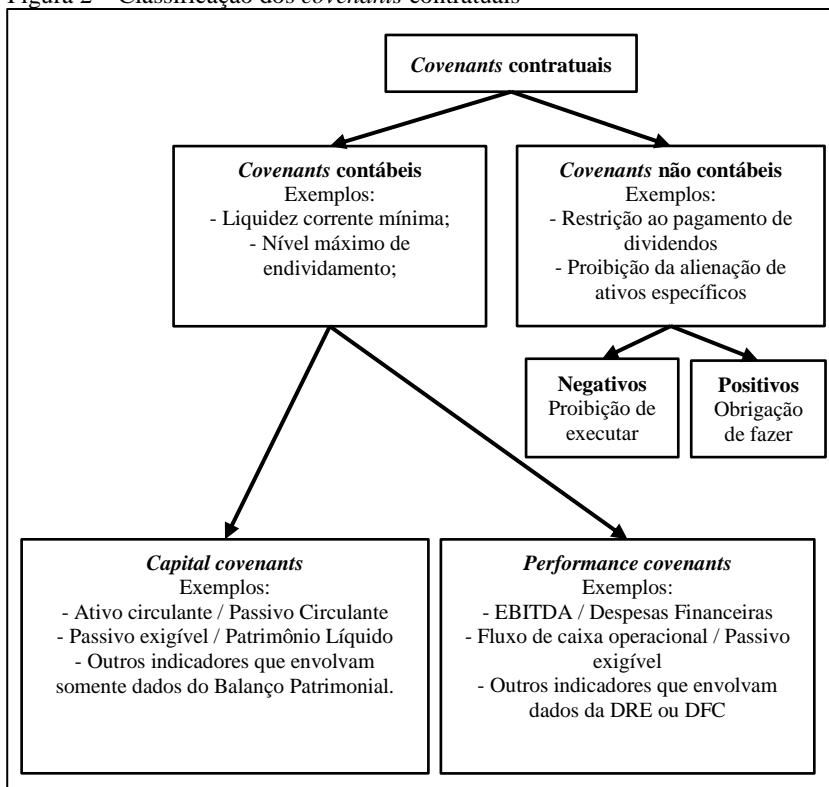 Figura 2 – Classificação dos covenants contratuais
Covenants contratuais
Covenants contábeis
Exemplos:
- Liquidez corrente mínima;
- Nível máximo de
endividamento;
Covenants não contábeis
Exemplos:
- Restrição ao pagamento de
dividendos
- Proibição da alienação de
ativos específicos
Negativos
Proibição de
executar
Positivos
Obrigação
de fazer
Capital covenants
Exemplos:
- Ativo circulante / Passivo Circulante
- Passivo exigível / Patrimônio Líquido
- Outros indicadores que envolvam
somente dados do Balanço Patrimonial.
Performance covenants
Exemplos:
- EBITDA / Despesas Financeiras
- Fluxo de caixa operacional / Passivo
exigível
- Outros indicadores que envolvam
dados da DRE ou DFC